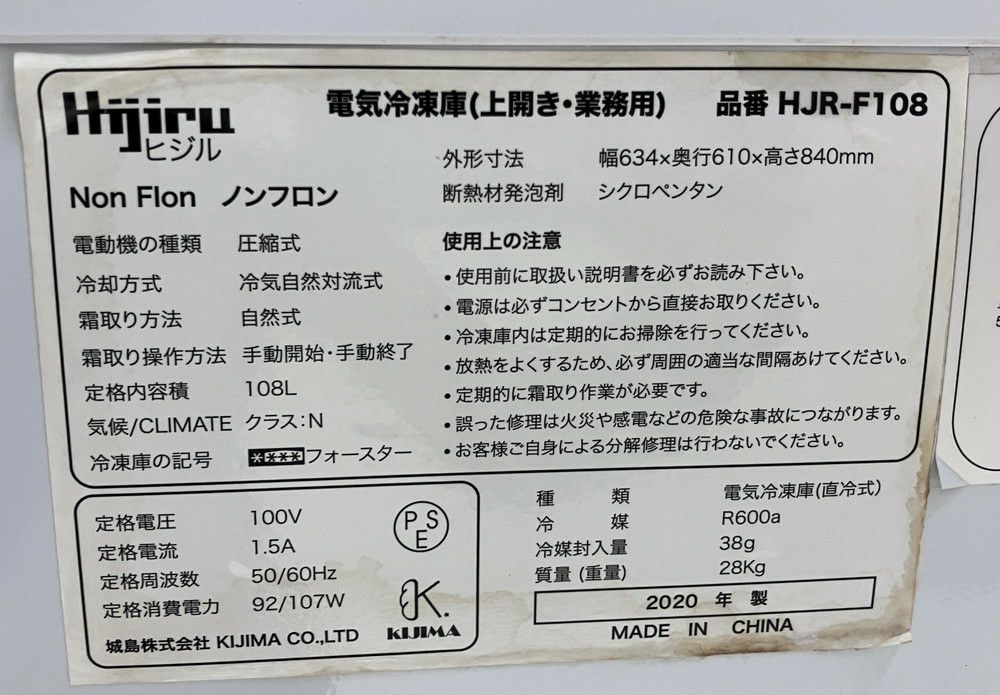 Hijiru
ヒジル
電気冷凍庫(上開き・業務用) 品番 HJR-F108
外形寸法 幅634×奥行610×高さ840mm
断熱材発泡剤 シクロペンタン
Non Flon ノンフロン
電動機の種類 圧縮式
冷却方式 冷気自然対流式
霜取り方法 自然式
霜取り操作方法 手動開始・手動終了
定格内容積 108L
気候/CLIMATE クラス:N
冷凍庫の記号 ****フォースター
使用上の注意
・使用前に取扱い説明書を必ずお読み下さい。
・電源は必ずコンセントから直接お取りください。
・冷凍庫内は定期的にお掃除を行ってください。
・放熱をよくするため、必ず周囲の適当な間隔あけてください。
・定期的に霜取り作業が必要です。
・誤った修理は火災や感電などの危険な事故につながります。
・お客様ご自身による分解修理は行わないでください。
定格電圧 100V
定格電流 1.5A
定格周波数 50/60Hz
定格消費電力 92/107W
城島株式会社 KIJIMA CO.,LTD
PSE
K.
KIJIMA
種類 電気冷凍庫(直冷式)
冷媒 R600a
冷媒封入量 38g
質量(重量) 28Kg
2020 年 製
MADE IN CHINA